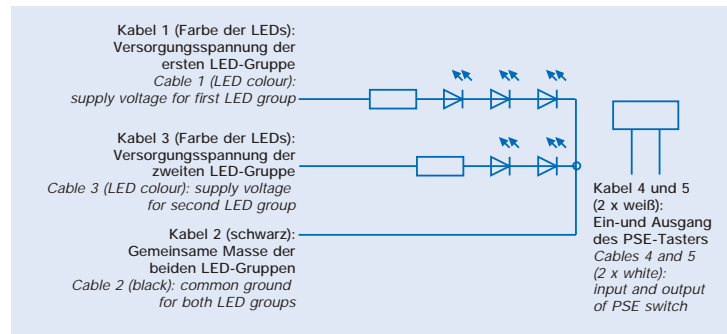 Kabel 1 (Farbe der LEDs):
Versorgungsspannung der
ersten LED-Gruppe
Cable 1 (LED colour):
supply voltage for first LED group
Kabel 3 (Farbe der LEDs):
Versorgungsspannung der
zweiten LED-Gruppe
Cable 3 (LED colour): supply voltage
for second LED group
Kabel 2 (schwarz):
Gemeinsame Masse der
beiden LED-Gruppen
Cable 2 (black): common ground
for both LED groups
Kabel 4 und 5
(2 x weiß):
Ein-und Ausgang
des PSE-Tasters
Cables 4 and 5
(2 x white):
input and output
of PSE switch